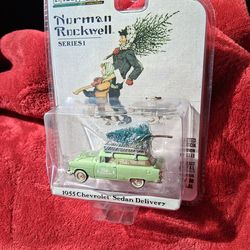 Norman
Rockwell
SERIES 1
1955 Chevrolet® Sedan Delivery